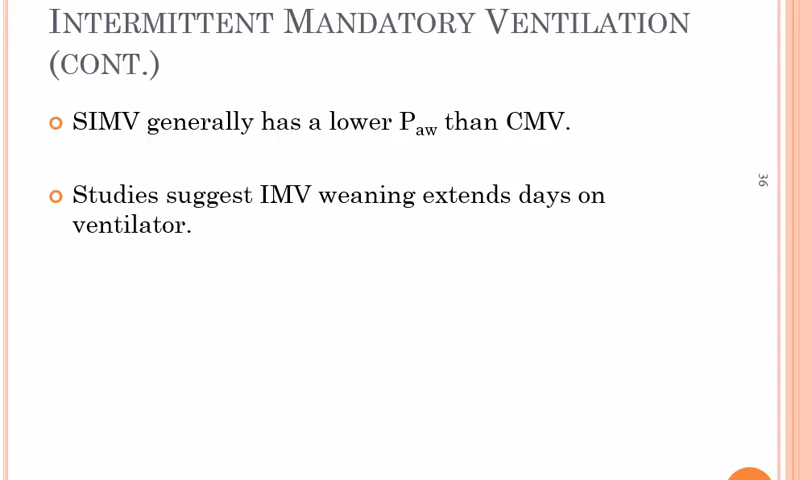 INTERMITTENT MANDATORY VENTILATION
(CONT.)
SIMV generally has a lower Paw than CMV.
Studies suggest IMV weaning extends days on
ventilator.
36